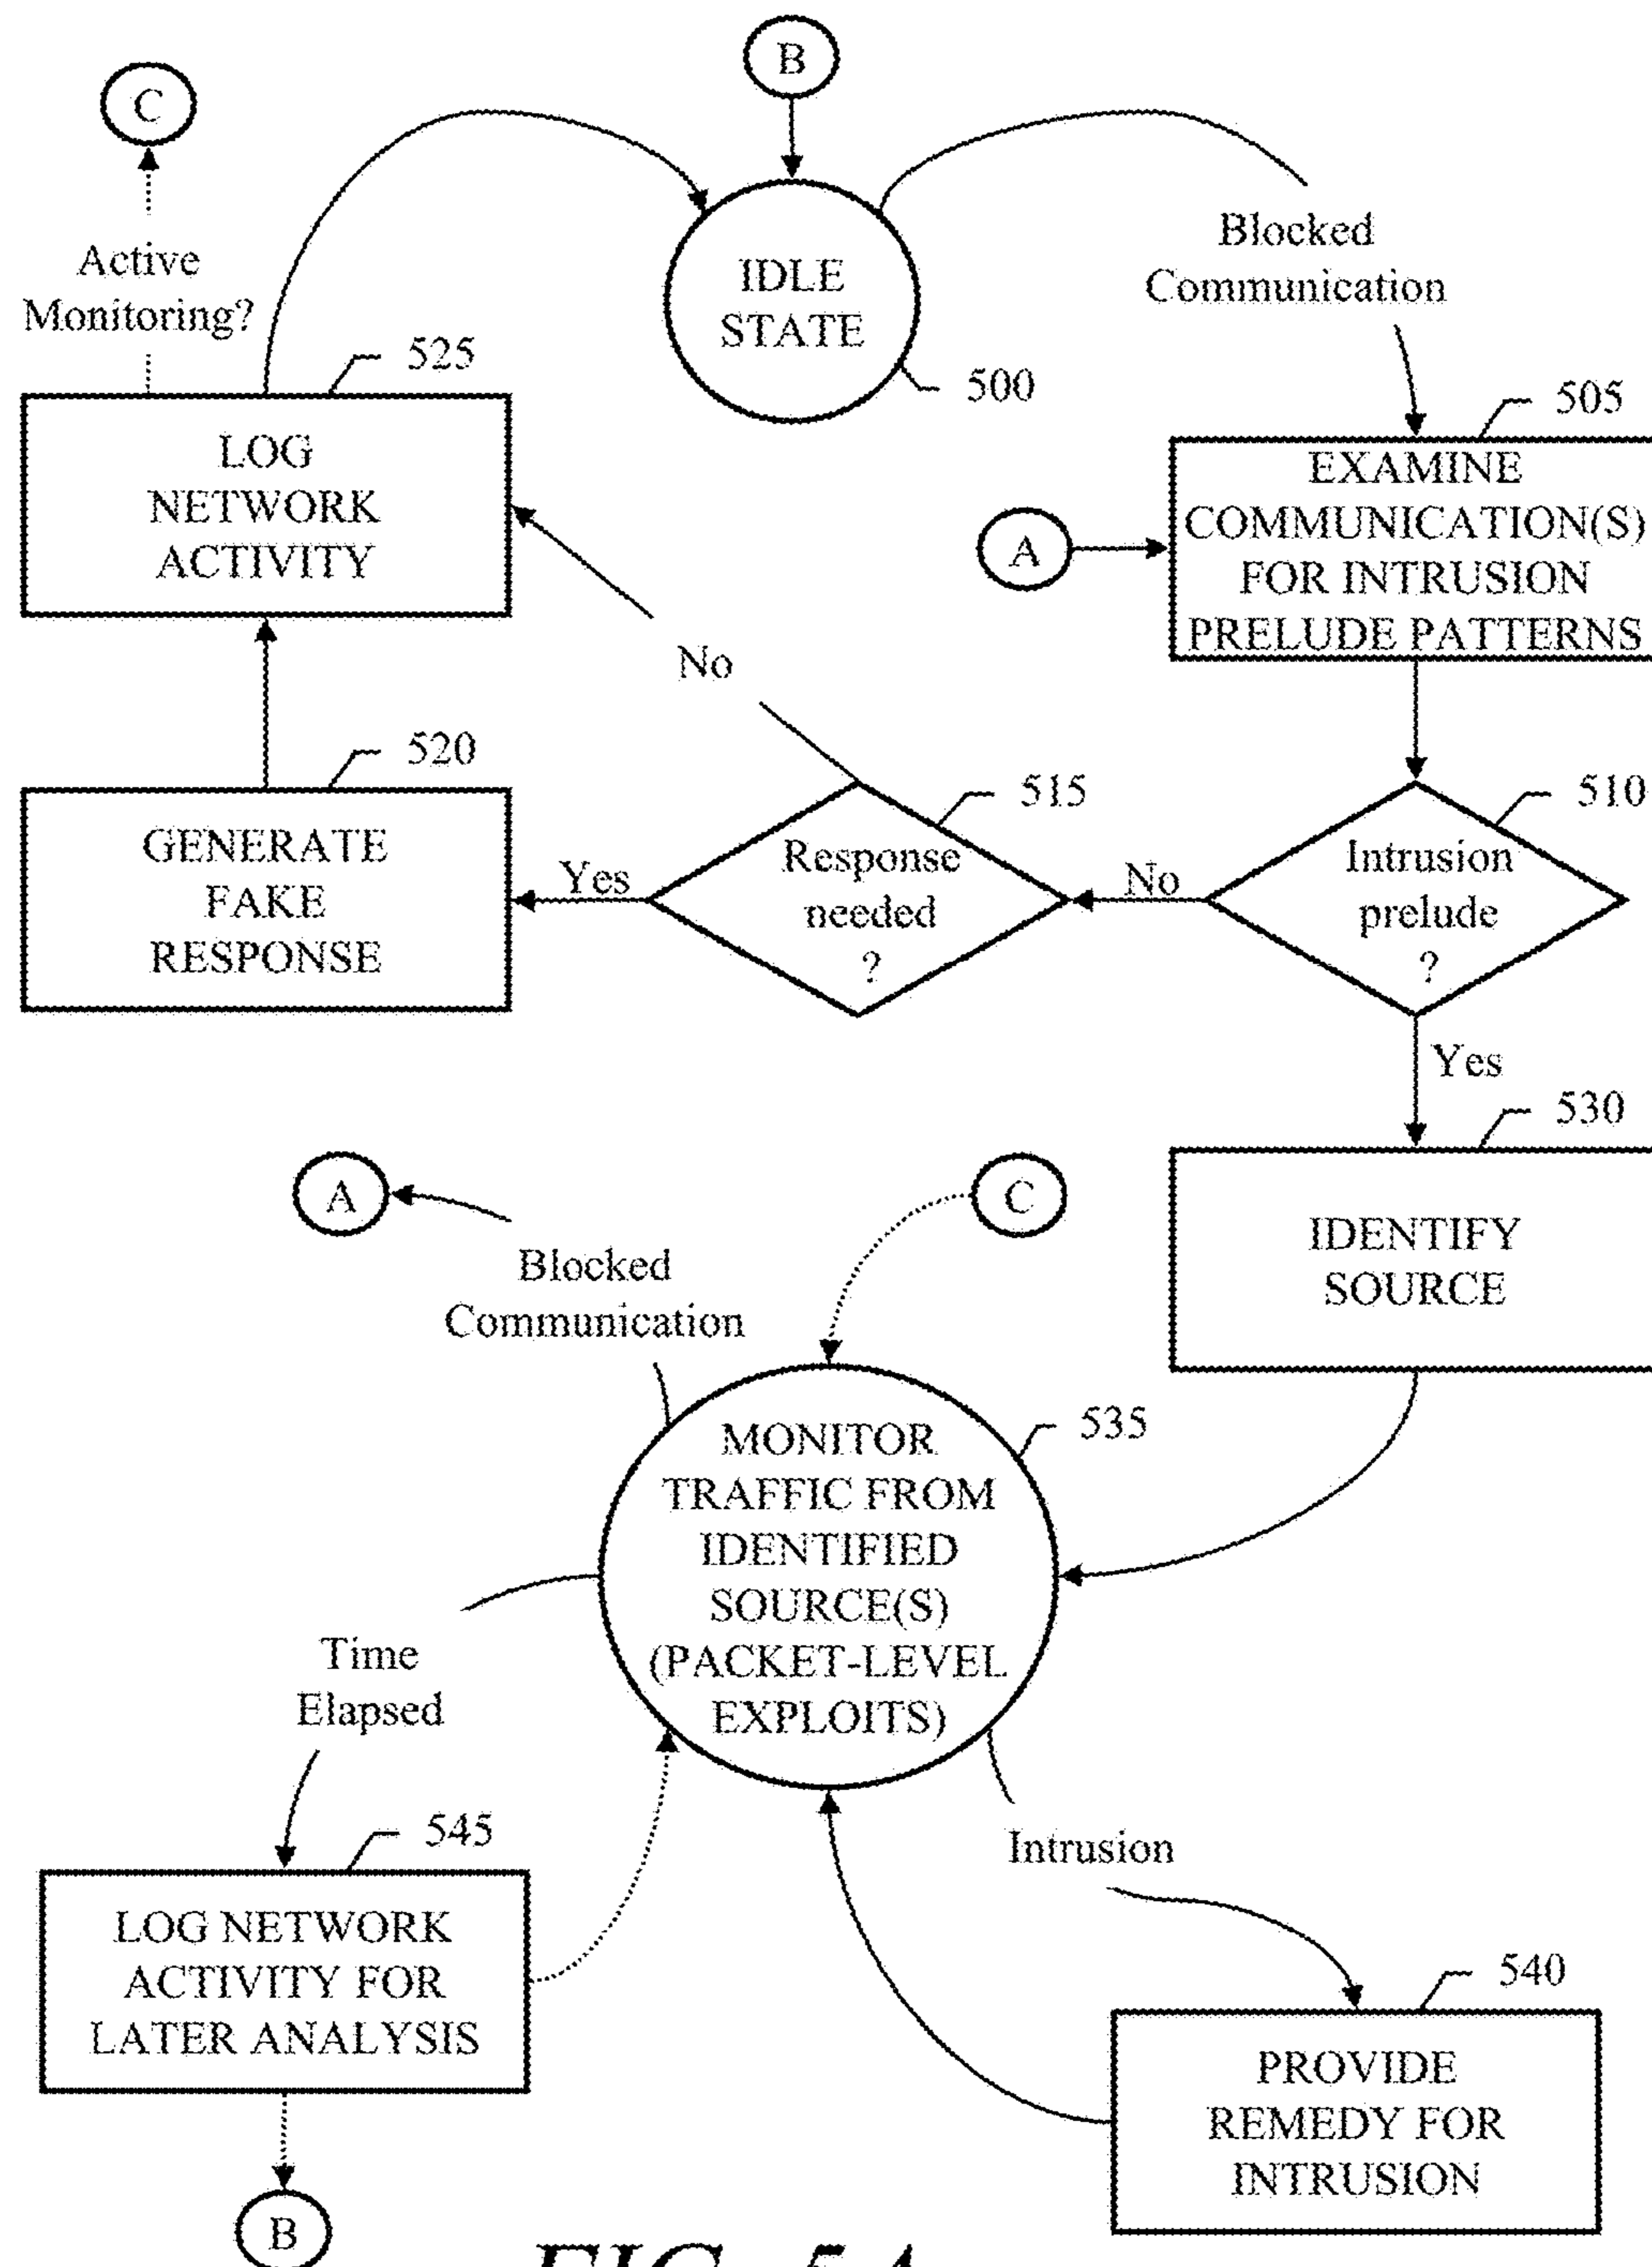 B
C
Active
Monitoring?
IDLE
STATE
500
Blocked
Communication
525
LOG
NETWORK
ACTIVITY
505
EXAMINE
COMMUNICATION(S)
FOR INTRUSION
PRELUDE PATTERNS
A
No
520
GENERATE
FAKE
RESPONSE
Yes
515
Response
needed
?
No
510
Intrusion
prelude
?
Yes
530
IDENTIFY
SOURCE
A
C
Blocked
Communication
535
MONITOR
TRAFFIC FROM
IDENTIFIED
SOURCE(S)
(PACKET-LEVEL
EXPLOITS)
Time
Elapsed
545
LOG NETWORK
ACTIVITY FOR
LATER ANALYSIS
Intrusion
540
PROVIDE
REMEDY FOR
INTRUSION
B
FIG. 5A